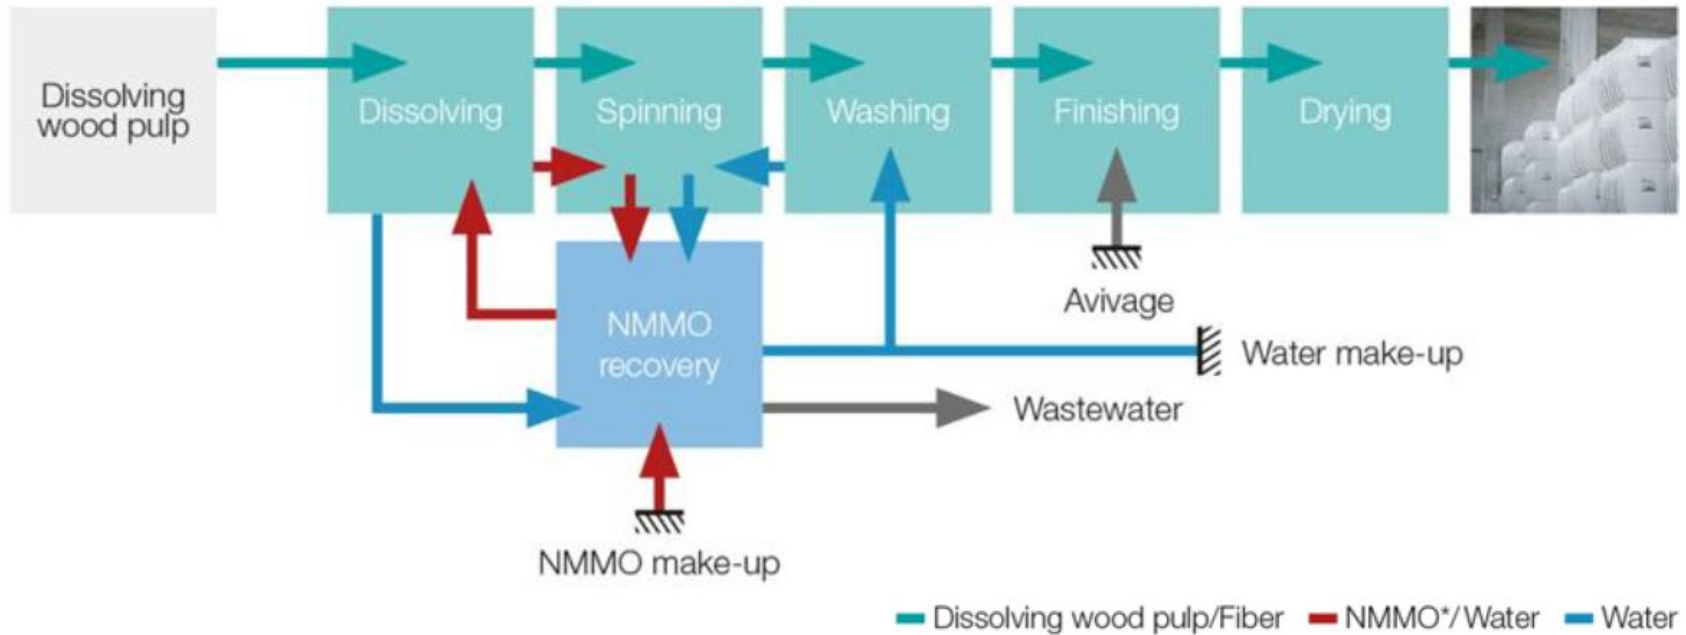 Dissolving
wood pulp
Dissolving
Spinning
Washing
Finishing
Drying
NMMO
recovery
Avivage
Water make-up
Wastewater
NMMO make-up
Dissolving wood pulp/Fiber
NMMO*/Water
Water